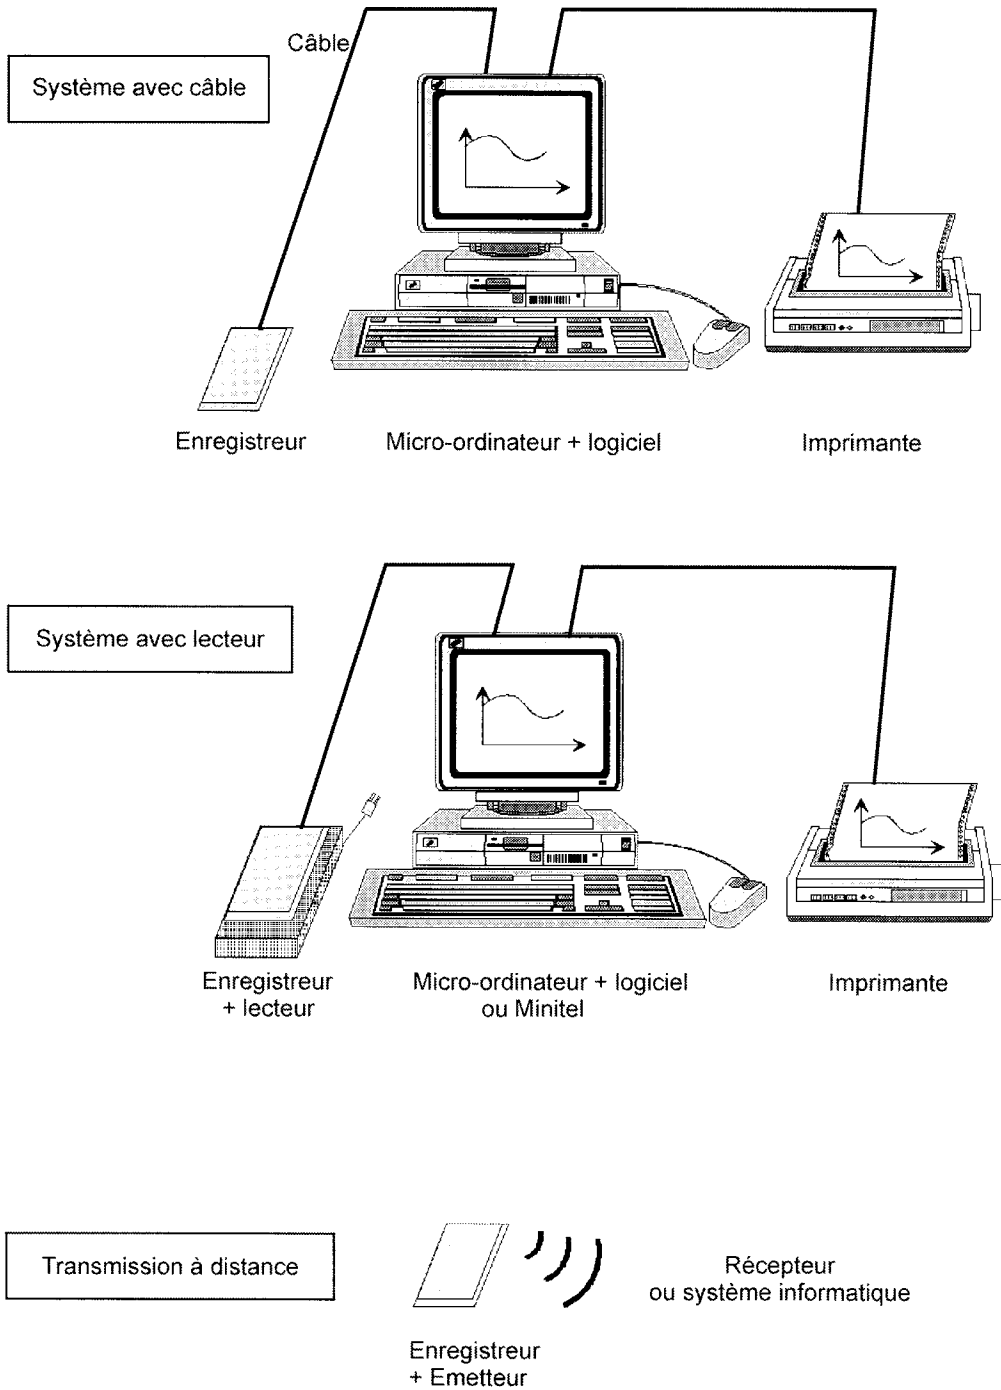 Câble
Système avec câble
Enregistreur
Micro-ordinateur + logiciel
Imprimante
Système avec lecteur
Enregistreur
+ lecteur
Micro-ordinateur + logiciel
ou Minitel
Imprimante
Transmission à distance
Récepteur
ou système informatique
Enregistreur
+ Emetteur